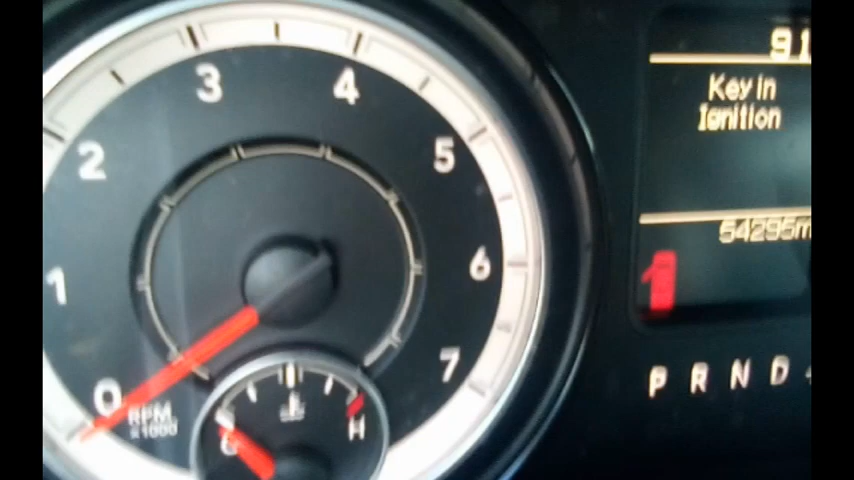 0
1
2
3
4
5
6
7
RPM
x1000
C
H
91
Key in
Ignition
54295m
P R N D